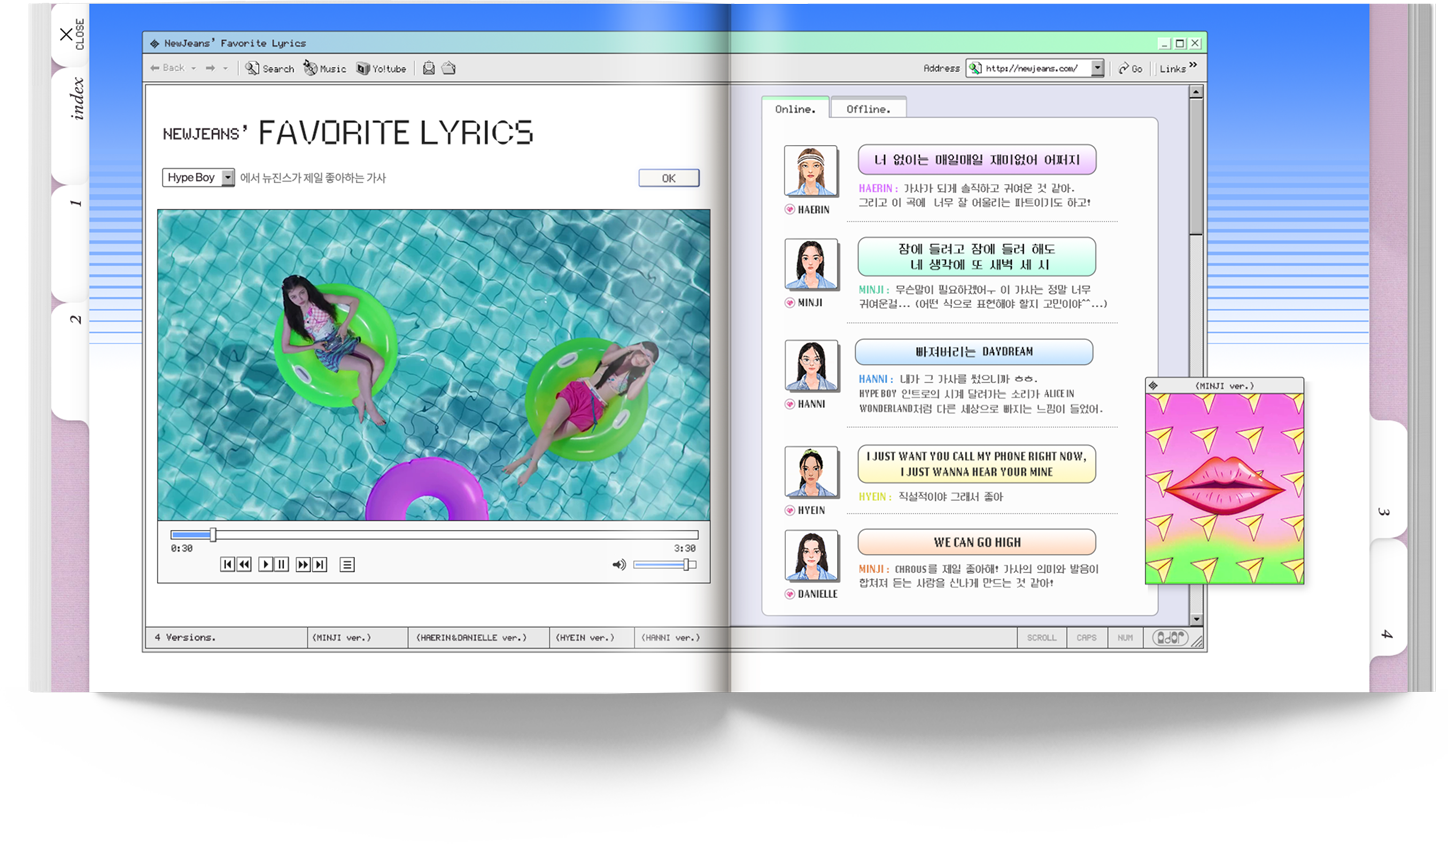 CLOSE
index
1
2
NewJeans' Favorite Lyrics
Back
Search
Music
Yo!tube
Address
http://newjeans.com/
Go
Links
NEWJEANS' FAVORITE LYRICS
Hype Boy 에서 뉴진스가 제일 좋아하는 가사
OK
0:30
3:30
4 Versions.
(MINJI ver.)
(HAERIN&DANIELLE ver.)
(HYEIN ver.)
(HANNI ver.)
Online.
Offline.
너 없이는 매일매일 재미없어 어쩌지
HAERIN : 가사가 되게 솔직하고 귀여운 것 같아.
그리고 이 곡에 너무 잘 어울리는 파트이기도 하고!
HAERIN
잠에 들려고 잠에 들려 해도
네 생각에 또 새벽 세 시
MINJI : 무슨말이 필요하겠어ㅜ 이 가사는 정말 너무
귀여운걸... (어떤 식으로 표현해야 할지 고민이야^^...)
MINJI
빠져버리는 DAYDREAM
HANNI : 내가 그 가사를 썼으니까 ㅎㅎ.
HYPE BOY 인트로의 시계 달려가는 소리가 ALICE IN
WONDERLAND처럼 다른 세상으로 빠지는 느낌이 들었어.
HANNI
I JUST WANT YOU CALL MY PHONE RIGHT NOW,
I JUST WANNA HEAR YOUR MINE
HYEIN : 직설적이야 그래서 좋아
HYEIN
WE CAN GO HIGH
MINJI : CHROUS를 제일 좋아해! 가사의 의미와 발음이
합쳐져 듣는 사람을 신나게 만드는 것 같아!
DANIELLE
SCROLL
CAPS
NUM
(MINJI ver.)
3
4